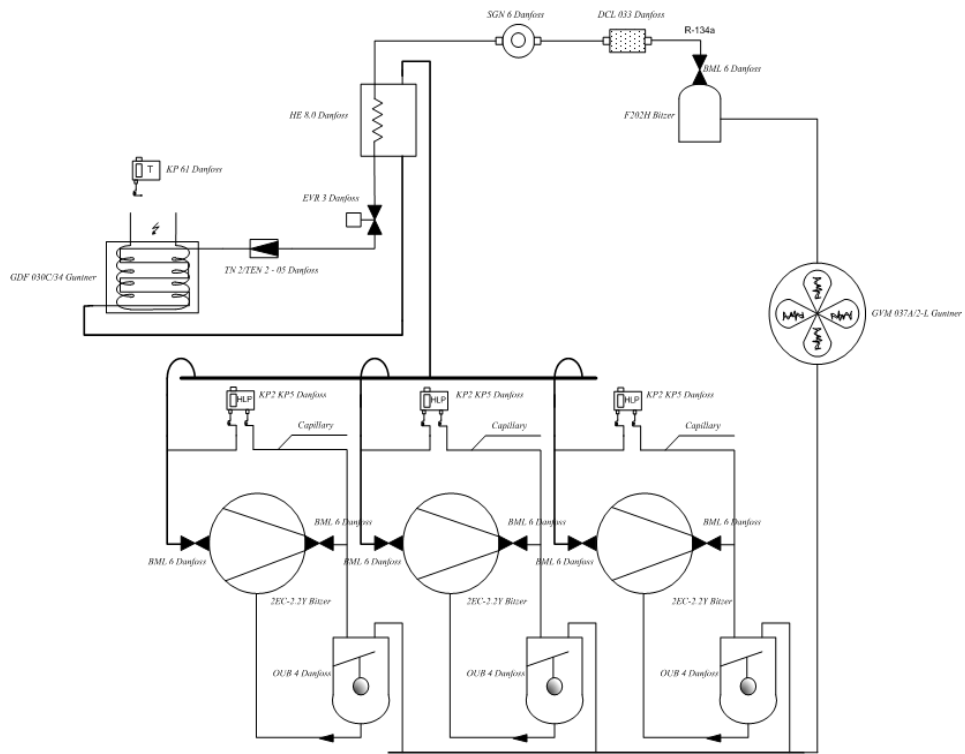 SGN 6 Danfoss
DCL 033 Danfoss
R-134a
BML 6 Danfoss
HE 8.0 Danfoss
F202H Bitzer
T
KP 61 Danfoss
EVR 3 Danfoss
GDF 030C/34 Guntner
TN 2/TEN 2 - 05 Danfoss
GVM 037A/2-L Guntner
HLP
KP2 KP5 Danfoss
HLP
KP2 KP5 Danfoss
HLP
KP2 KP5 Danfoss
Capillary
Capillary
Capillary
BML 6 Danfoss
BML 6 Danfoss
BML 6 Danfoss
BML 6 Danfoss
BML 6 Danfoss
BML 6 Danfoss
2EC-2.2Y Bitzer
2EC-2.2Y Bitzer
2EC-2.2Y Bitzer
OUB 4 Danfoss
OUB 4 Danfoss
OUB 4 Danfoss